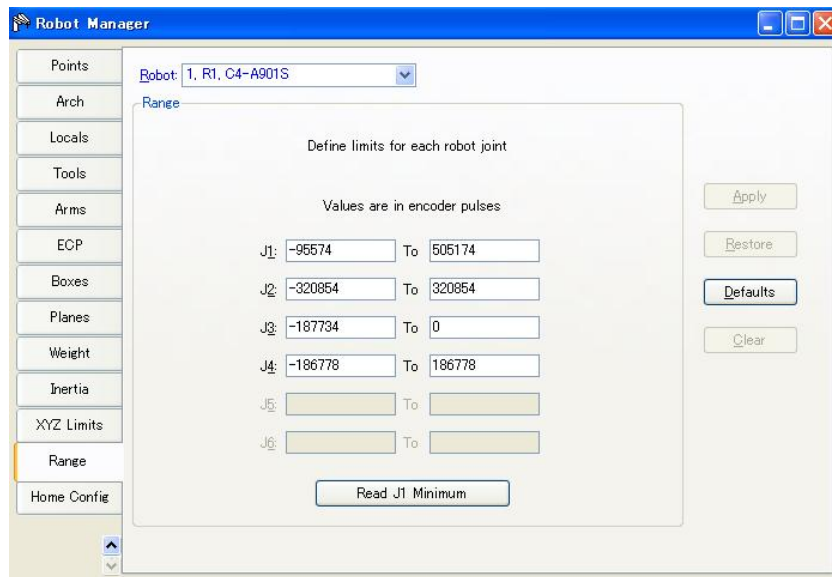 Robot Manager
Points
Arch
Locals
Tools
Arms
ECP
Boxes
Planes
Weight
Inertia
XYZ Limits
Range
Home Config
Robot: 1, R1, C4-A901S
Range
Define limits for each robot joint
Values are in encoder pulses
J1: -95574 To 505174
J2: -320854 To 320854
J3: -187734 To 0
J4: -186778 To 186778
J5: To
J6: To
Read J1 Minimum
Apply
Restore
Defaults
Clear